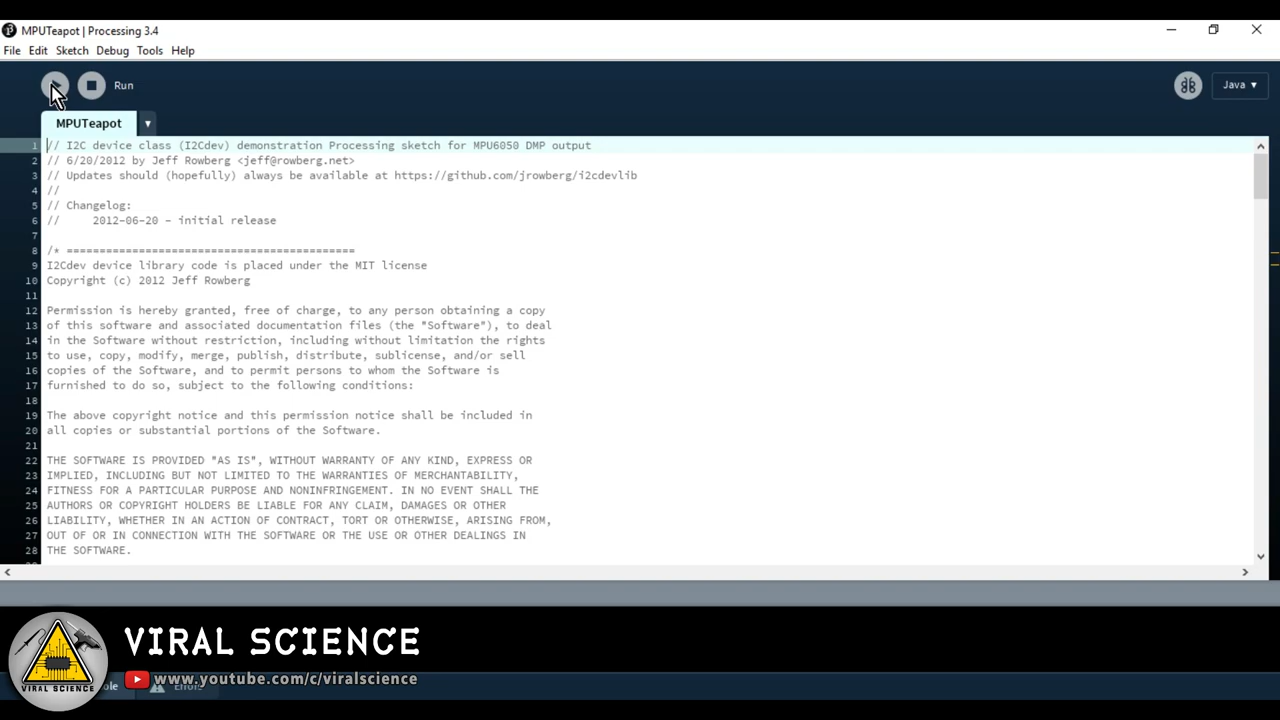 MPUTeapot | Processing 3.4
File Edit Sketch Debug Tools Help
Run
Java ▾
MPUTeapot ▾
1 // I2C device class (I2Cdev) demonstration Processing sketch for MPU6050 DMP output
2 // 6/20/2012 by Jeff Rowberg <jeff@rowberg.net>
3 // Updates should (hopefully) always be available at https://github.com/jrowberg/i2cdevlib
4 //
5 // Changelog:
6 //     2012-06-20 - initial release
7
8 /* ============================================
9 I2Cdev device library code is placed under the MIT license
10 Copyright (c) 2012 Jeff Rowberg
11
12 Permission is hereby granted, free of charge, to any person obtaining a copy
13 of this software and associated documentation files (the "Software"), to deal
14 in the Software without restriction, including without limitation the rights
15 to use, copy, modify, merge, publish, distribute, sublicense, and/or sell
16 copies of the Software, and to permit persons to whom the Software is
17 furnished to do so, subject to the following conditions:
18
19 The above copyright notice and this permission notice shall be included in
20 all copies or substantial portions of the Software.
21
22 THE SOFTWARE IS PROVIDED "AS IS", WITHOUT WARRANTY OF ANY KIND, EXPRESS OR
23 IMPLIED, INCLUDING BUT NOT LIMITED TO THE WARRANTIES OF MERCHANTABILITY,
24 FITNESS FOR A PARTICULAR PURPOSE AND NONINFRINGEMENT. IN NO EVENT SHALL THE
25 AUTHORS OR COPYRIGHT HOLDERS BE LIABLE FOR ANY CLAIM, DAMAGES OR OTHER
26 LIABILITY, WHETHER IN AN ACTION OF CONTRACT, TORT OR OTHERWISE, ARISING FROM,
27 OUT OF OR IN CONNECTION WITH THE SOFTWARE OR THE USE OR OTHER DEALINGS IN
28 THE SOFTWARE.
VIRAL SCIENCE
www.youtube.com/c/viralscience
VIRAL SCIENCE
Errors